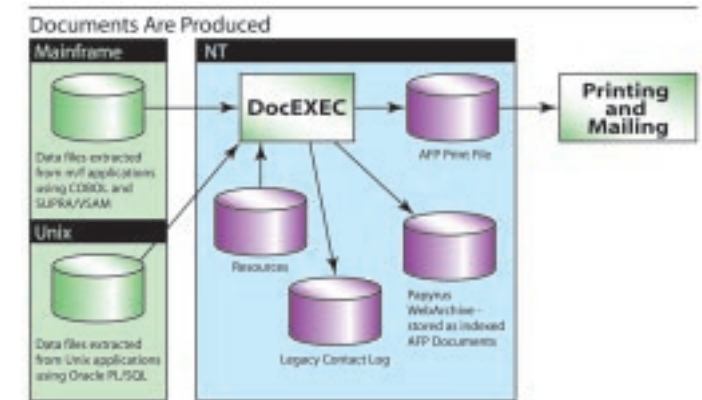 Documents Are Produced
Mainframe
Data files extracted
from m/f applications
using COBOL and
SUPRA/VSAM
Unix
Data files extracted
from Unix applications
using Oracle PL/SQL
NT
DocEXEC
AFP Print File
Resources
Legacy Contact Log
Papyrus
WebArchive -
stored as indexed
AFP Documents
Printing
and
Mailing